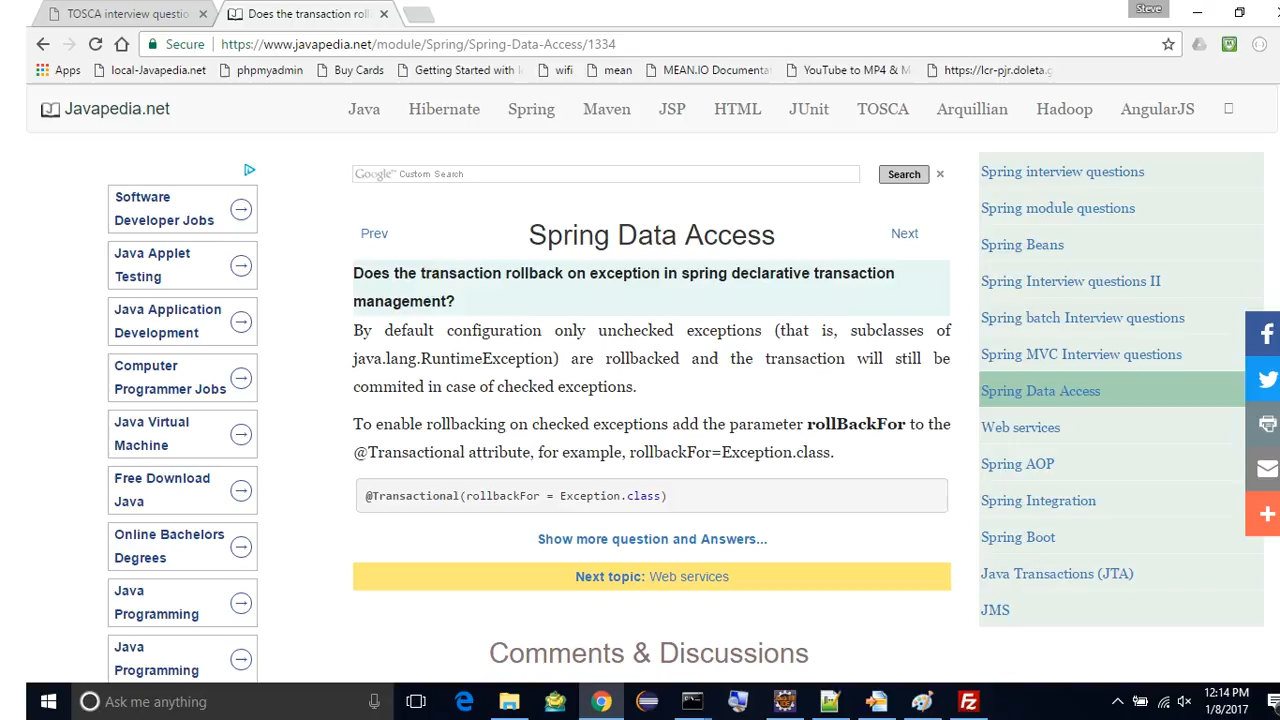 TOSCA interview questio
Does the transaction roll
Steve
Secure
https://www.javapedia.net/module/Spring/Spring-Data-Access/1334
Apps
local-Javapedia.net
phpmyadmin
Buy Cards
Getting Started with
wifi
mean
MEAN.IO Documenta
YouTube to MP4 & M
https://lcr-pjr.doleta.g
Javapedia.net
Java
Hibernate
Spring
Maven
JSP
HTML
JUnit
TOSCA
Arquillian
Hadoop
AngularJS
Software
Developer Jobs
Java Applet
Testing
Java Application
Development
Computer
Programmer Jobs
Java Virtual
Machine
Free Download
Java
Online Bachelors
Degrees
Java
Programming
Java
Programming
Google™ Custom Search
Search
Prev
Spring Data Access
Next
Does the transaction rollback on exception in spring declarative transaction
management?
By default configuration only unchecked exceptions (that is, subclasses of
java.lang.RuntimeException) are rollbacked and the transaction will still be
commited in case of checked exceptions.
To enable rollbacking on checked exceptions add the parameter rollBackFor to the
@Transactional attribute, for example, rollbackFor=Exception.class.
@Transactional(rollbackFor = Exception.class)
Show more question and Answers...
Next topic: Web services
Comments & Discussions
Spring interview questions
Spring module questions
Spring Beans
Spring Interview questions II
Spring batch Interview questions
Spring MVC Interview questions
Spring Data Access
Web services
Spring AOP
Spring Integration
Spring Boot
Java Transactions (JTA)
JMS
Ask me anything
12:14 PM
1/8/2017